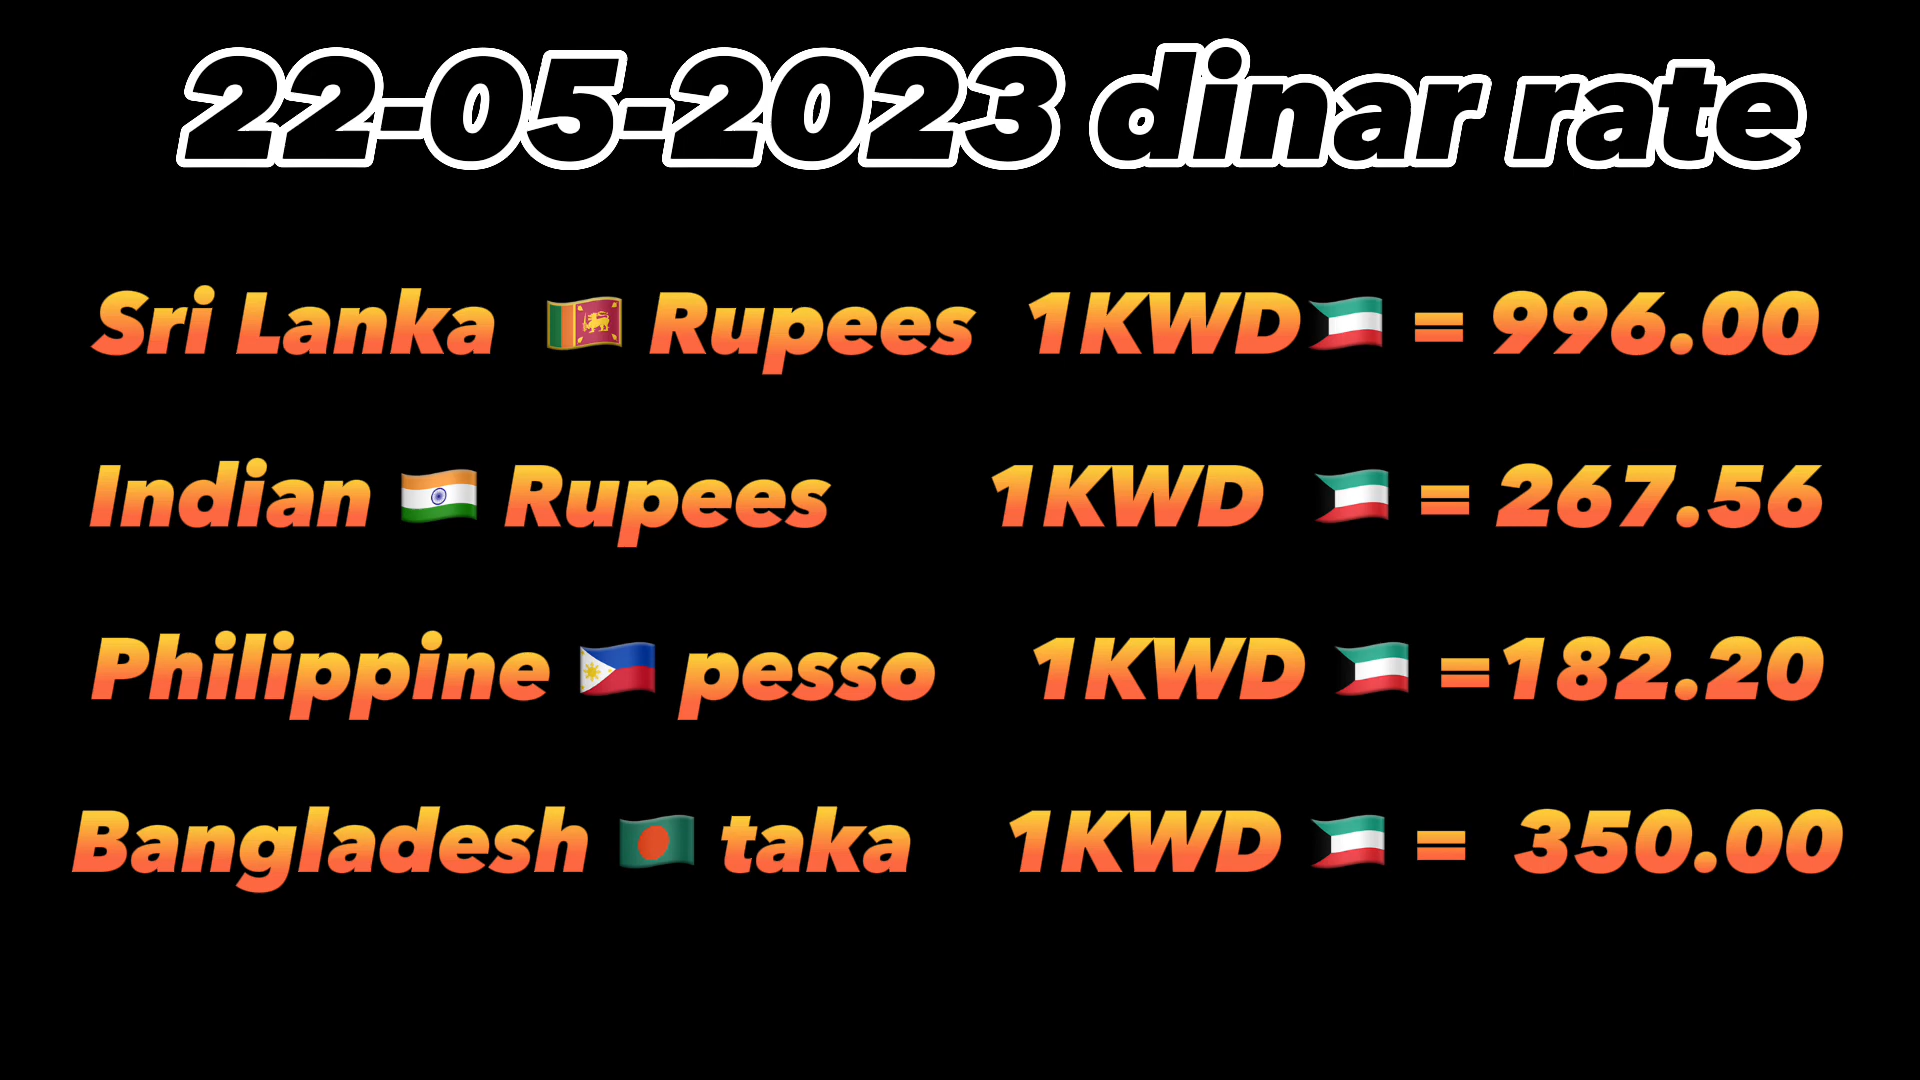 22-05-2023 dinar rate
Sri Lanka 🇱🇰 Rupees 1KWD🇰🇼 = 996.00
Indian 🇮🇳 Rupees 1KWD 🇰🇼 = 267.56
Philippine 🇵🇭 pesso 1KWD 🇰🇼 =182.20
Bangladesh 🇧🇩 taka 1KWD 🇰🇼 = 350.00